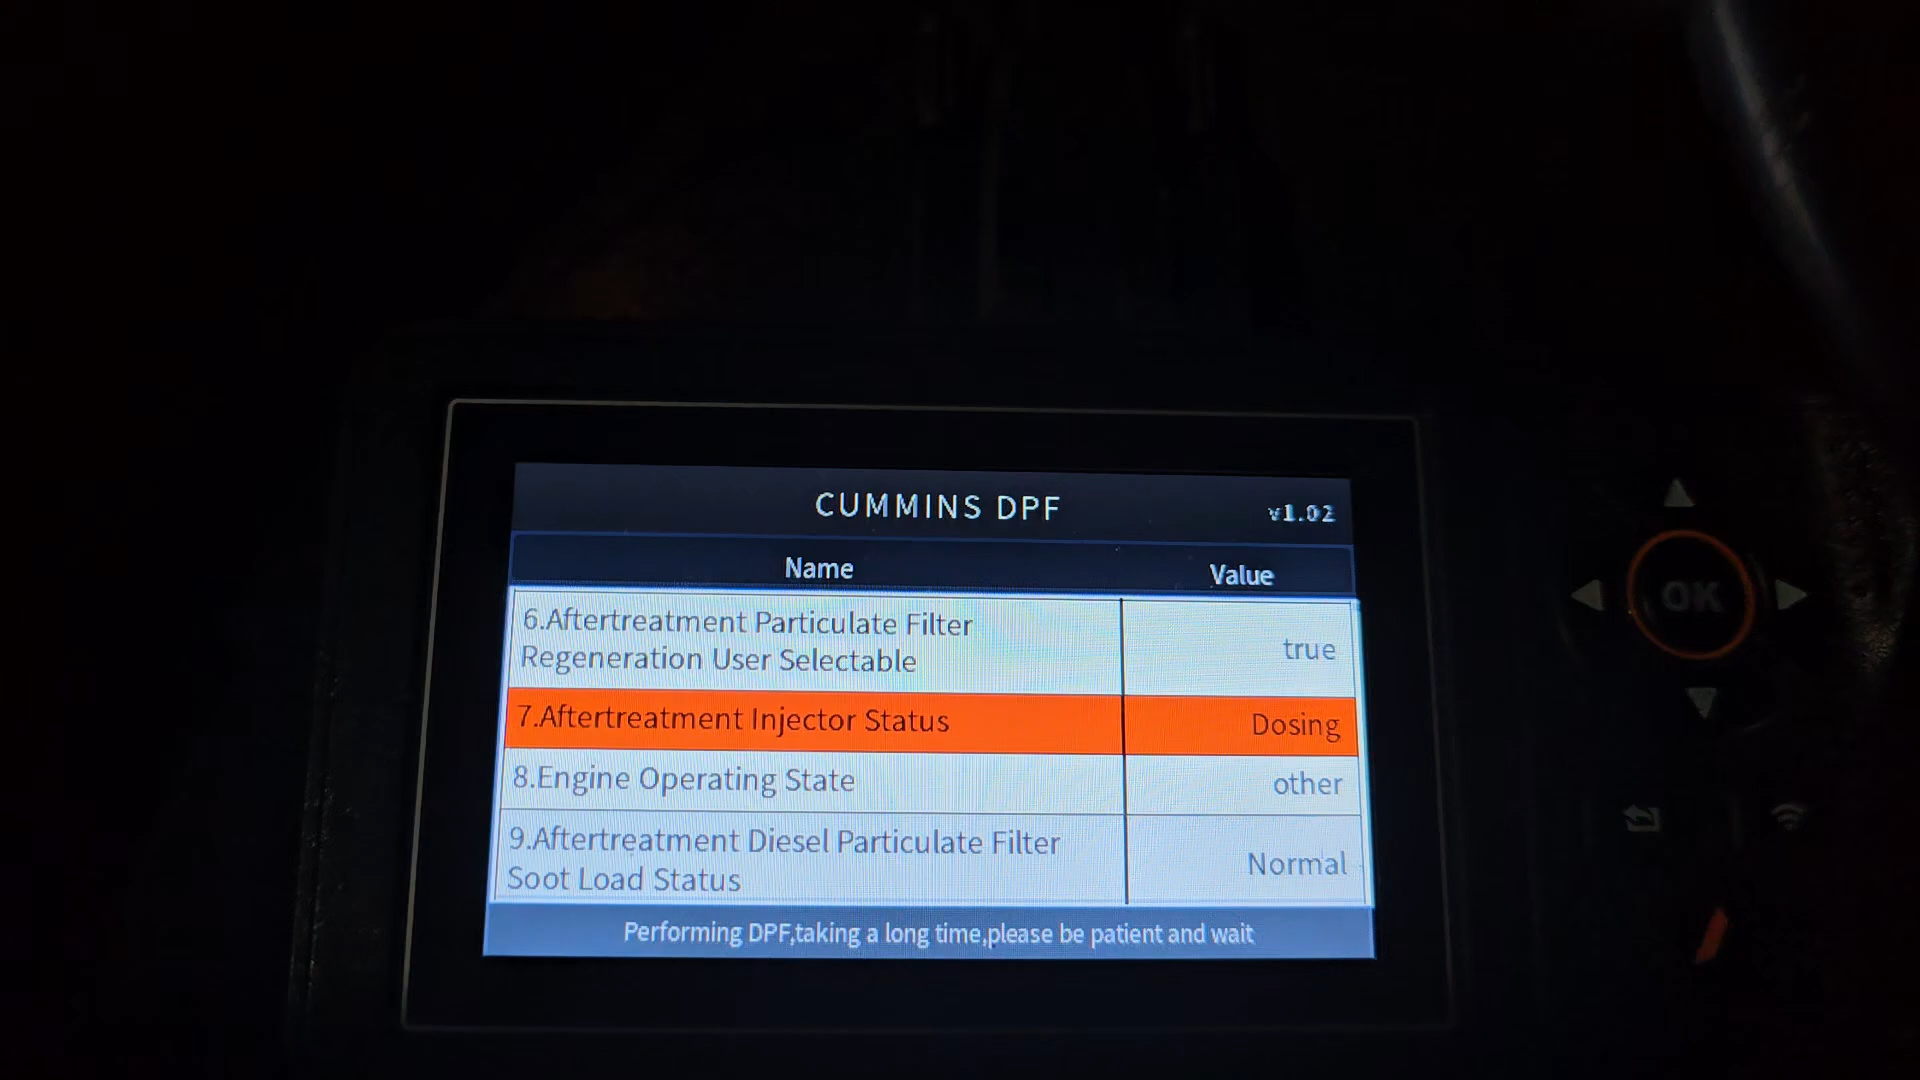 CUMMINS DPF
v1.02
Name
Value
6.Aftertreatment Particulate Filter
Regeneration User Selectable
true
7.Aftertreatment Injector Status
Dosing
8.Engine Operating State
other
9.Aftertreatment Diesel Particulate Filter
Soot Load Status
Normal
Performing DPF,taking a long time,please be patient and wait
OK